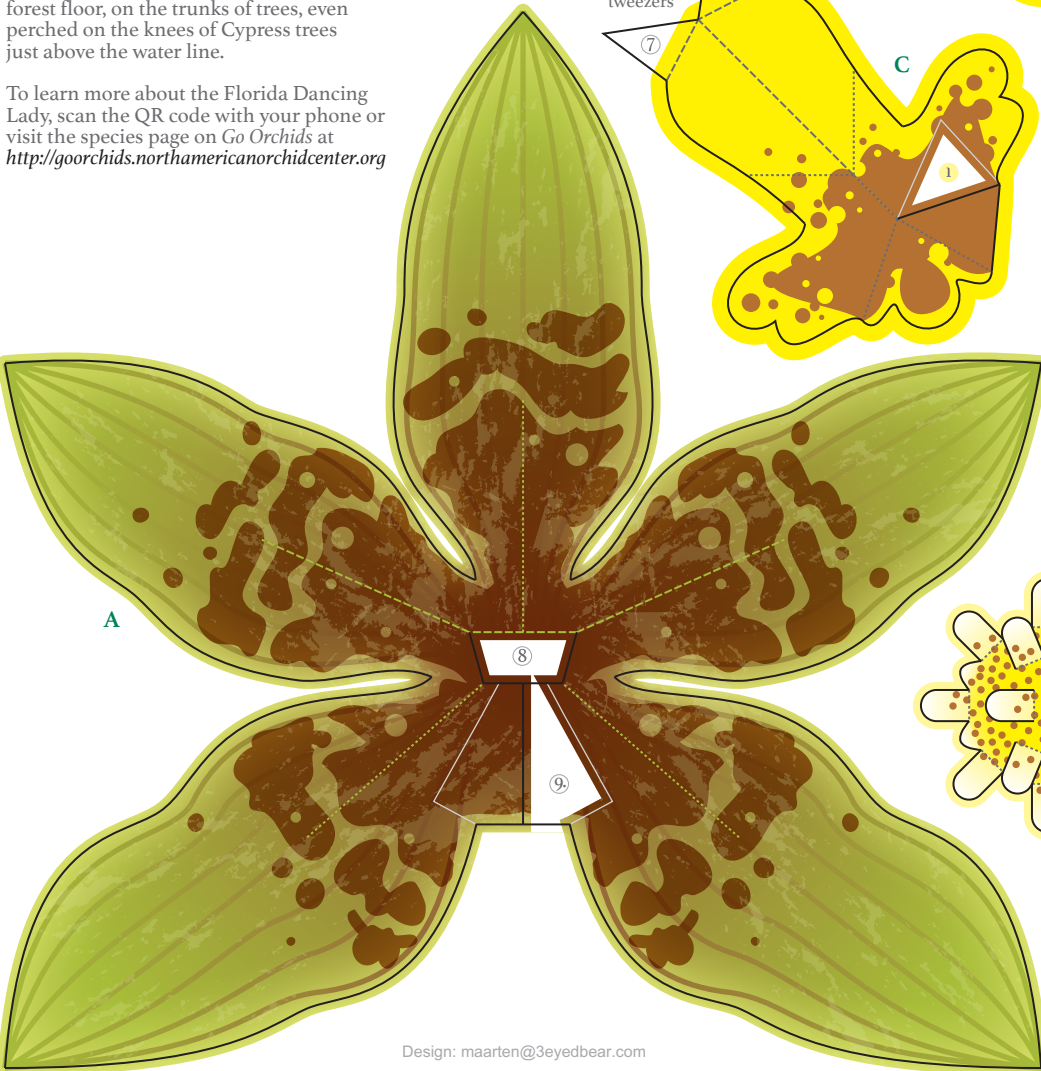 forest floor, on the trunks of trees, even
perched on the knees of Cypress trees
just above the water line.
To learn more about the Florida Dancing
Lady, scan the QR code with your phone or
visit the species page on Go Orchids at
http://goorchids.northamericanorchidcenter.org
tweezers
7
C
1
A
8
9.
Design: maarten@3eyedbear.com